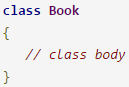 class Book
{
// class body
}